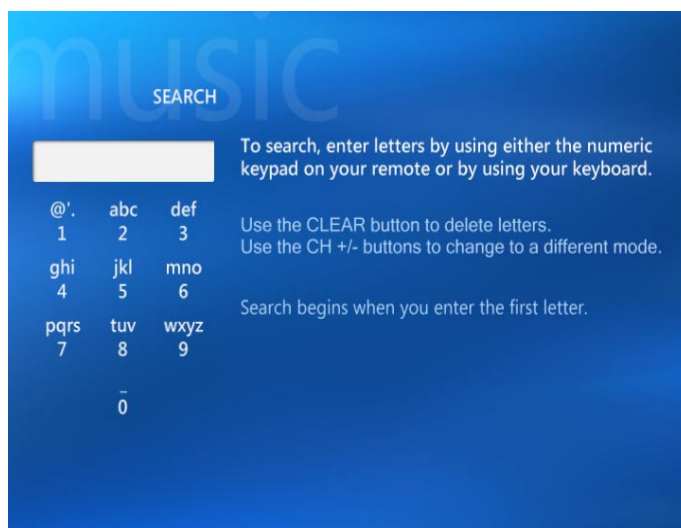 music
SEARCH
To search, enter letters by using either the numeric
keypad on your remote or by using your keyboard.
@'. abc def
1 2 3
Use the CLEAR button to delete letters.
Use the CH +/- buttons to change to a different mode.
ghi jkl mno
4 5 6
Search begins when you enter the first letter.
pqrs tuv wxyz
7 8 9
_
0